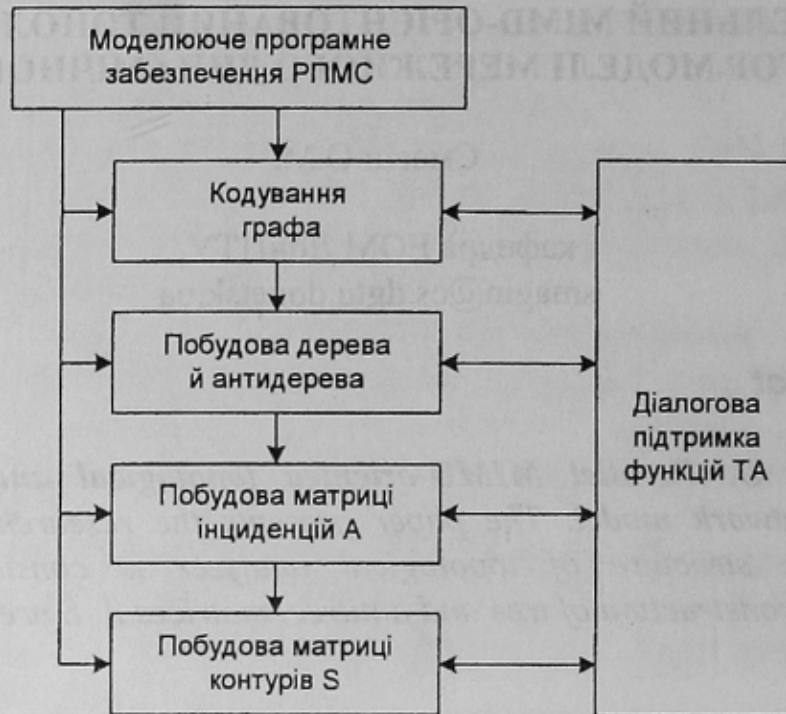 Моделююче програмне
забезпечення РПМС
Кодування
графа
Побудова дерева
й антидерева
Діалогова
підтримка
функцій ТА
Побудова матриці
інциденцій А
Побудова матриці
контурів S